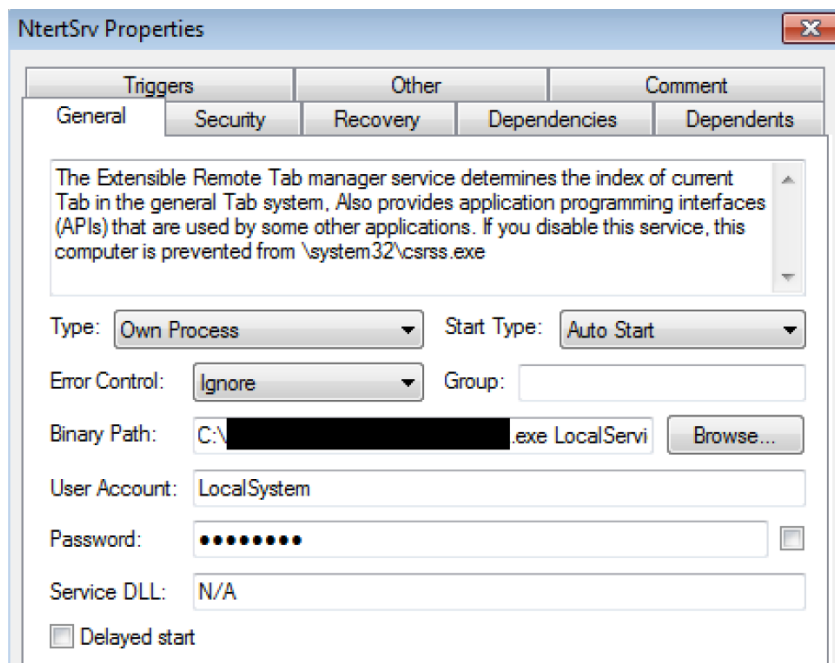 NtertSrv Properties
Triggers Other Comment
General Security Recovery Dependencies Dependents
The Extensible Remote Tab manager service determines the index of current
Tab in the general Tab system, Also provides application programming interfaces
(APIs) that are used by some other applications. If you disable this service, this
computer is prevented from \system32\csrss.exe
Type: Own Process Start Type: Auto Start
Error Control: Ignore Group:
Binary Path: C:\ .exe LocalServi Browse...
User Account: LocalSystem
Password: ●●●●●●●●
Service DLL: N/A
Delayed start